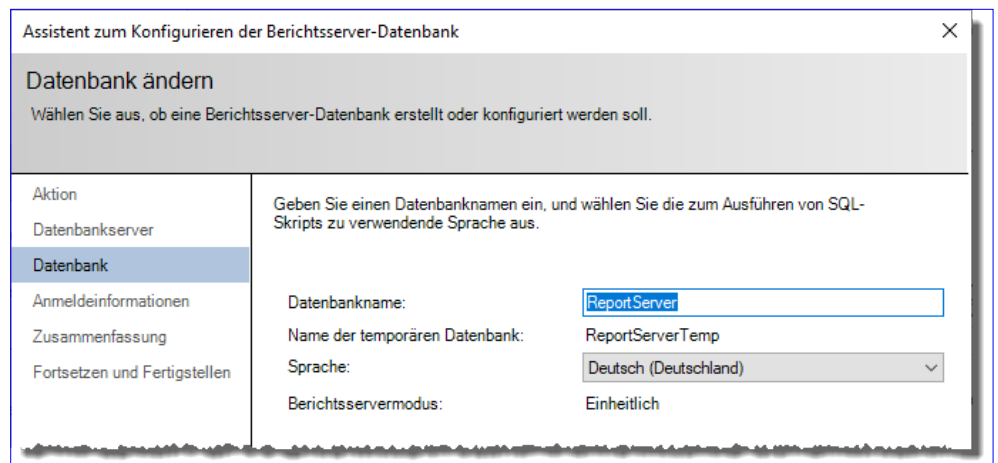 Assistent zum Konfigurieren der Berichtsserver-Datenbank
Datenbank ändern
Wählen Sie aus, ob eine Berichtsserver-Datenbank erstellt oder konfiguriert werden soll.
Aktion
Datenbankserver
Datenbank
Anmeldeinformationen
Zusammenfassung
Fortsetzen und Fertigstellen
Geben Sie einen Datenbanknamen ein, und wählen Sie die zum Ausführen von SQL-
Skripts zu verwendende Sprache aus.
Datenbankname: ReportServer
Name der temporären Datenbank: ReportServerTemp
Sprache: Deutsch (Deutschland)
Berichtsservermodus: Einheitlich